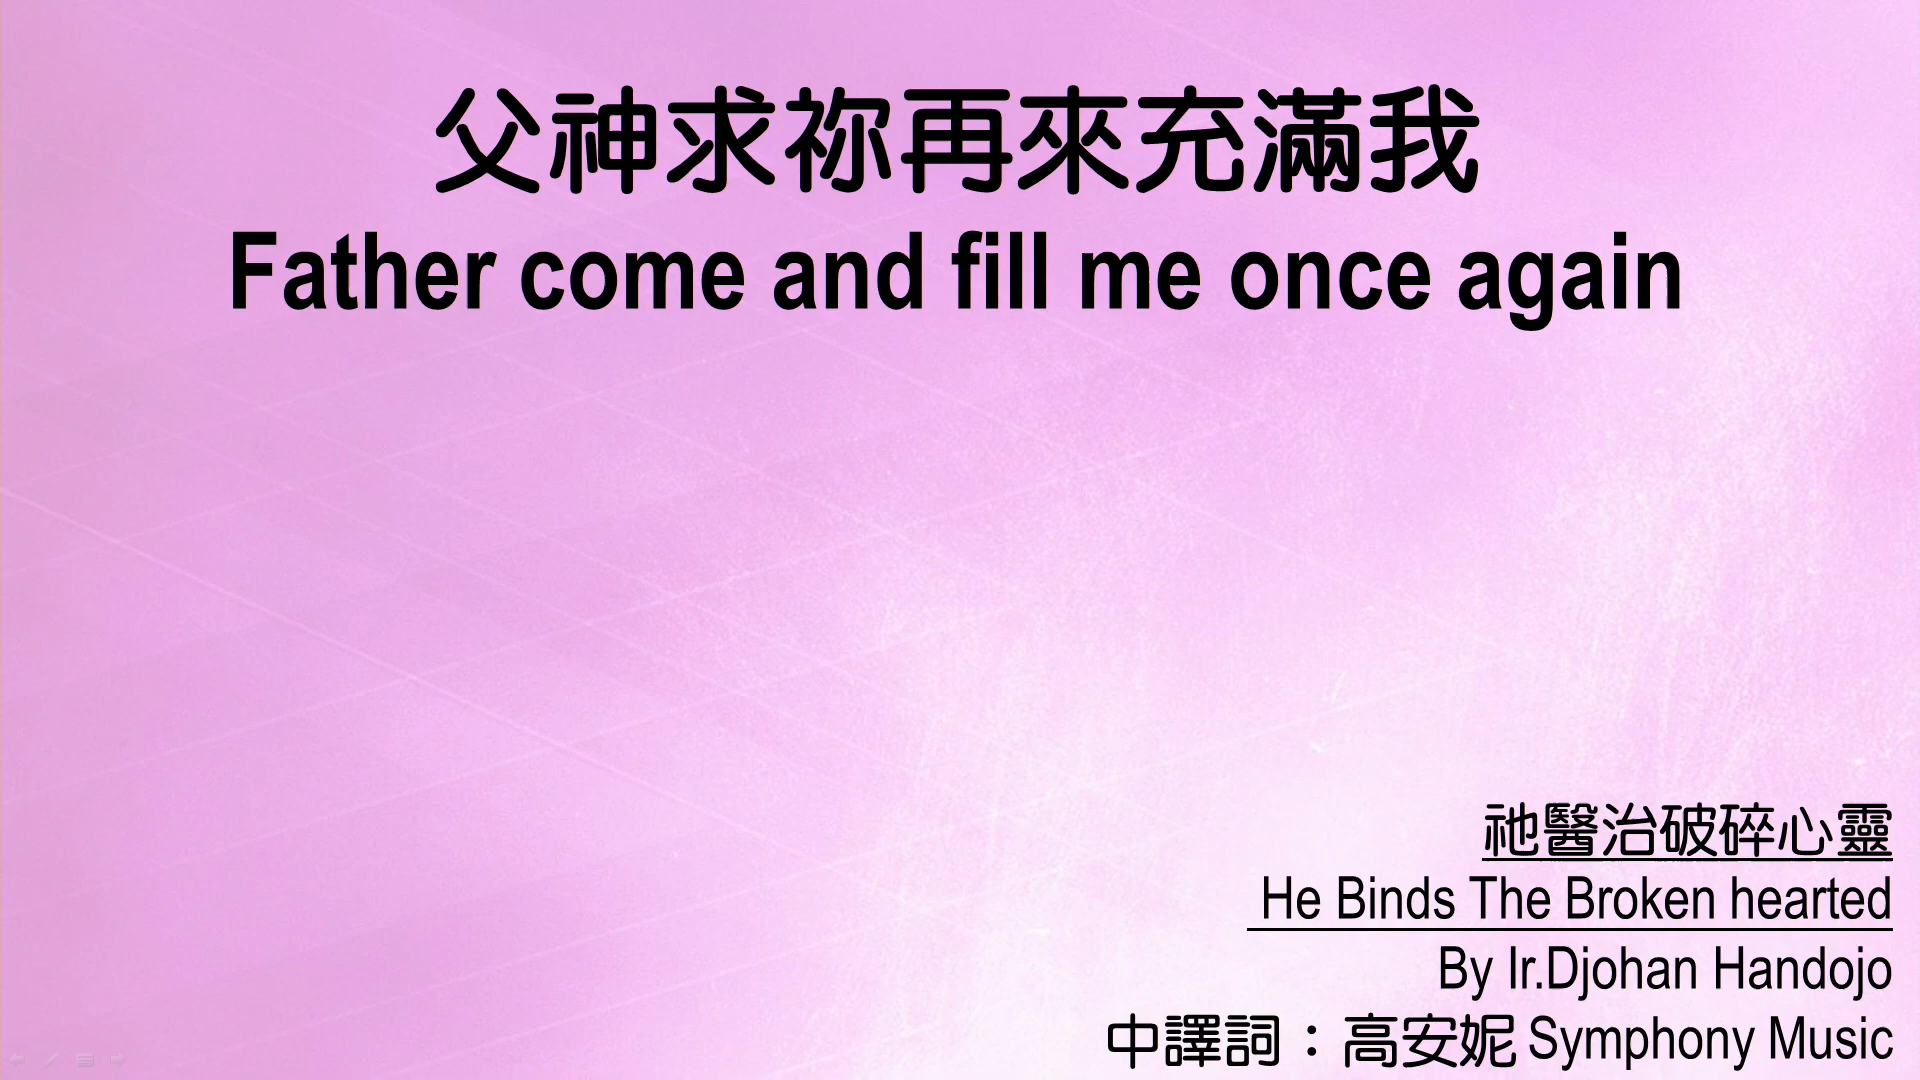 父神求祢再來充滿我
Father come and fill me once again
祂醫治破碎心靈
He Binds The Broken hearted
By Ir.Djohan Handojo
中譯詞：高安妮 Symphony Music